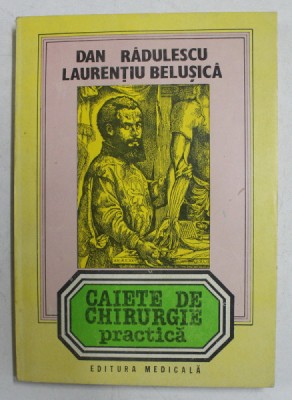 DAN RĂDULESCU
LAURENȚIU BELUȘICĂ
CAIETE DE
CHIRURGIE
practică
EDITURA MEDICALĂ